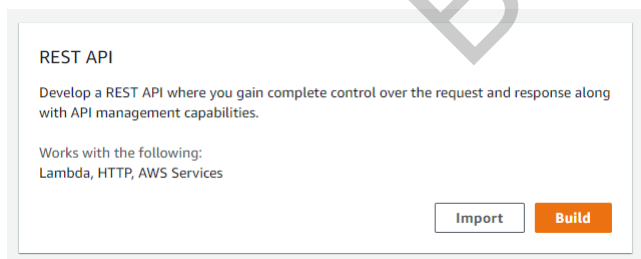 REST API
Develop a REST API where you gain complete control over the request and response along
with API management capabilities.
Works with the following:
Lambda, HTTP, AWS Services
Import
Build